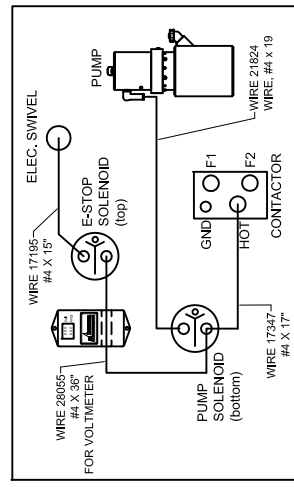 PUMP
ELEC. SWIVEL
WIRE 21824
WIRE, #4 x 19
WIRE 17195
#4 X 15"
E-STOP
SOLENOID
(top)
F1
F2
GND
HOT
CONTACTOR
WIRE 28055
#4 X 36"
FOR VOLTMETER
PUMP
SOLENOID
(bottom)
WIRE 17347
#4 X 17"